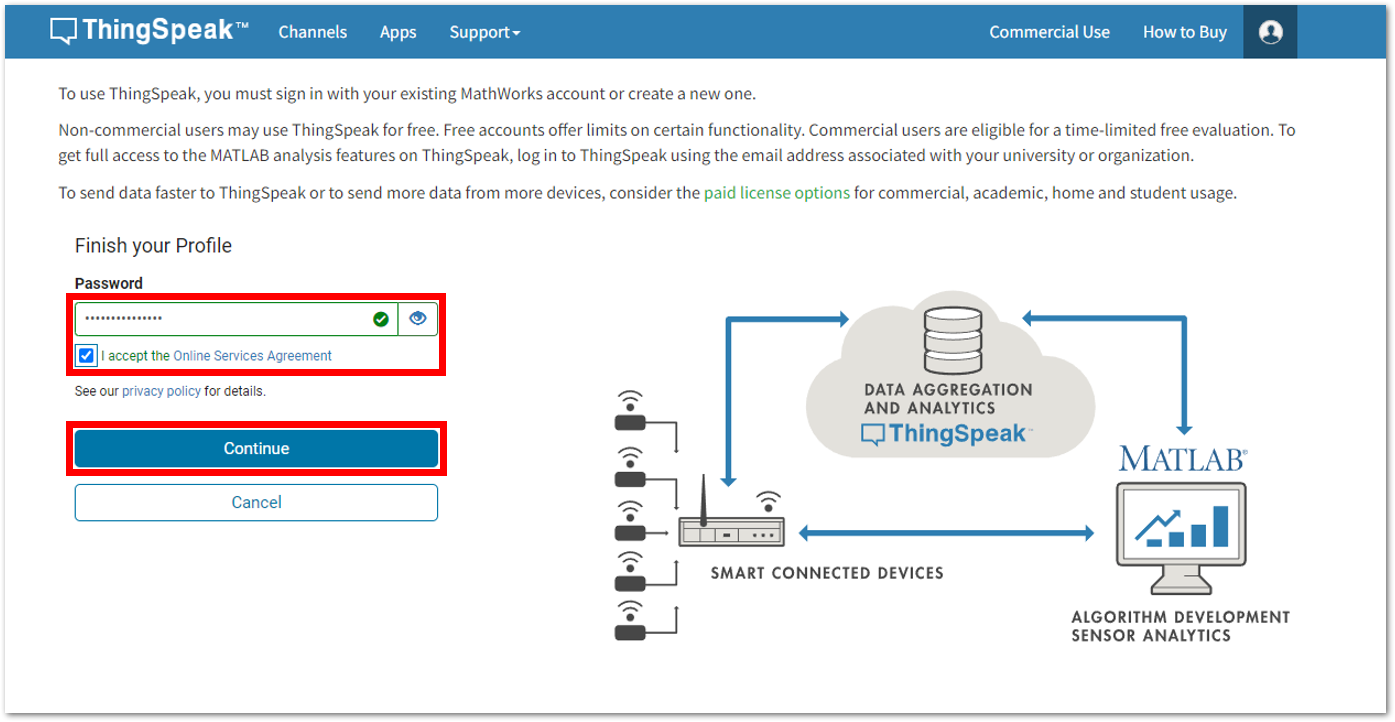 ThingSpeak™ Channels Apps Support Commercial Use How to Buy
To use ThingSpeak, you must sign in with your existing MathWorks account or create a new one.
Non-commercial users may use ThingSpeak for free. Free accounts offer limits on certain functionality. Commercial users are eligible for a time-limited free evaluation. To
get full access to the MATLAB analysis features on ThingSpeak, log in to ThingSpeak using the email address associated with your university or organization.
To send data faster to ThingSpeak or to send more data from more devices, consider the paid license options for commercial, academic, home and student usage.
Finish your Profile
Password
•••••••••••••••
I accept the Online Services Agreement
See our privacy policy for details.
Continue
Cancel
DATA AGGREGATION
AND ANALYTICS
ThingSpeak™
MATLAB®
SMART CONNECTED DEVICES
ALGORITHM DEVELOPMENT
SENSOR ANALYTICS